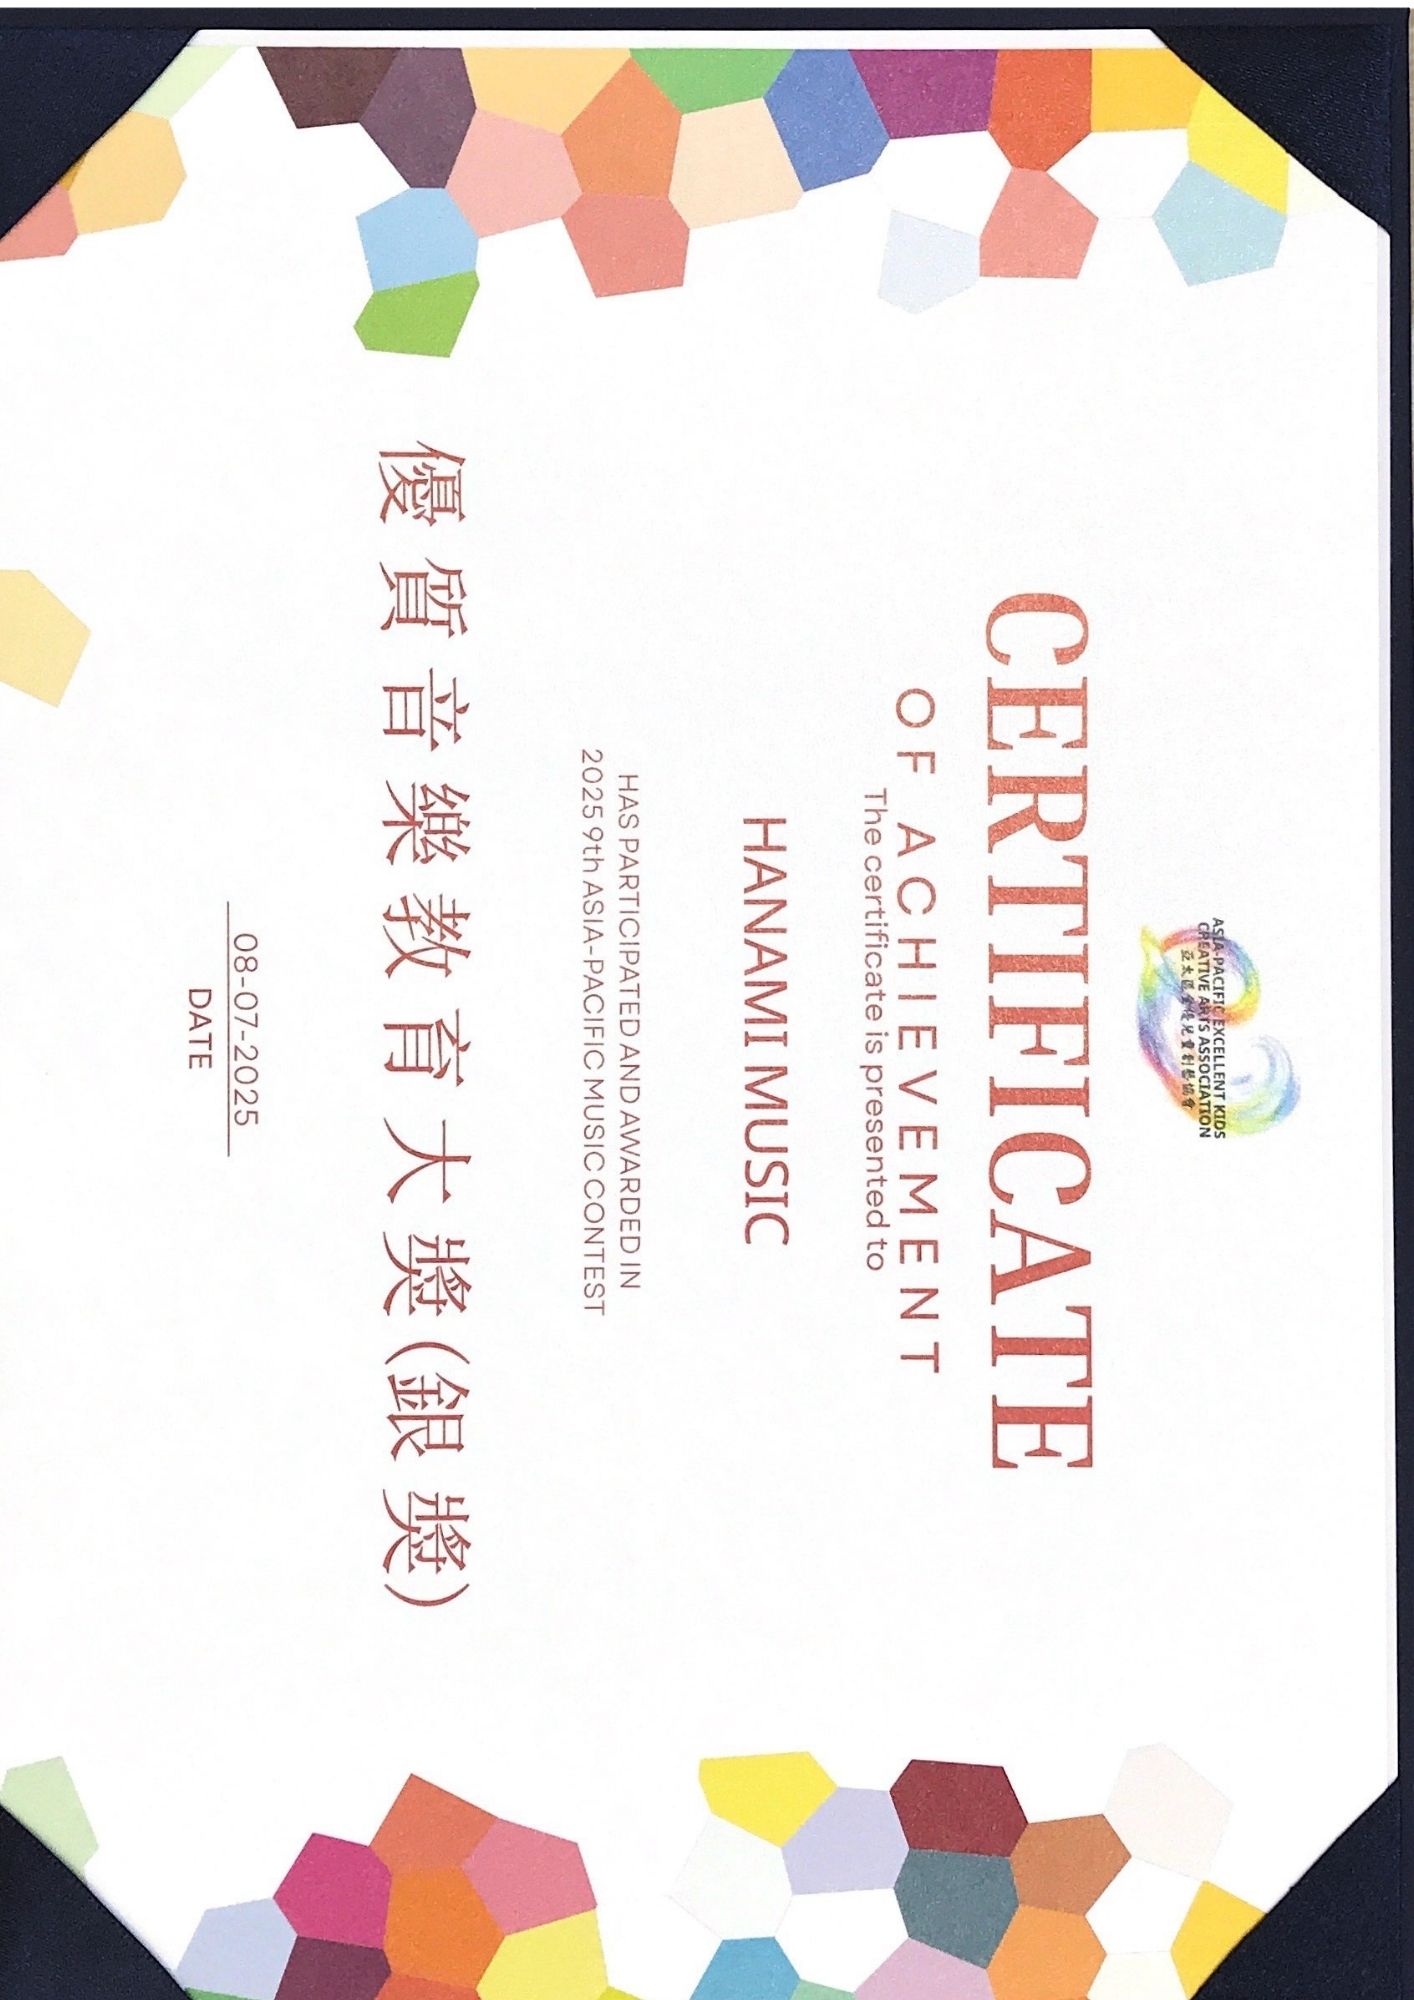 ASIA-PACIFIC EXCELLENT KIDS
CREATIVE ARTS ASSOCIATION
亞太區童優兒童創藝協會
CERTIFICATE
OF ACHIEVEMENT
The certificate is presented to
HANAMI MUSIC
HAS PARTICIPATED AND AWARDED IN
2025 9th ASIA-PACIFIC MUSIC CONTEST
優質音樂教育大獎(銀獎)
08-07-2025
DATE